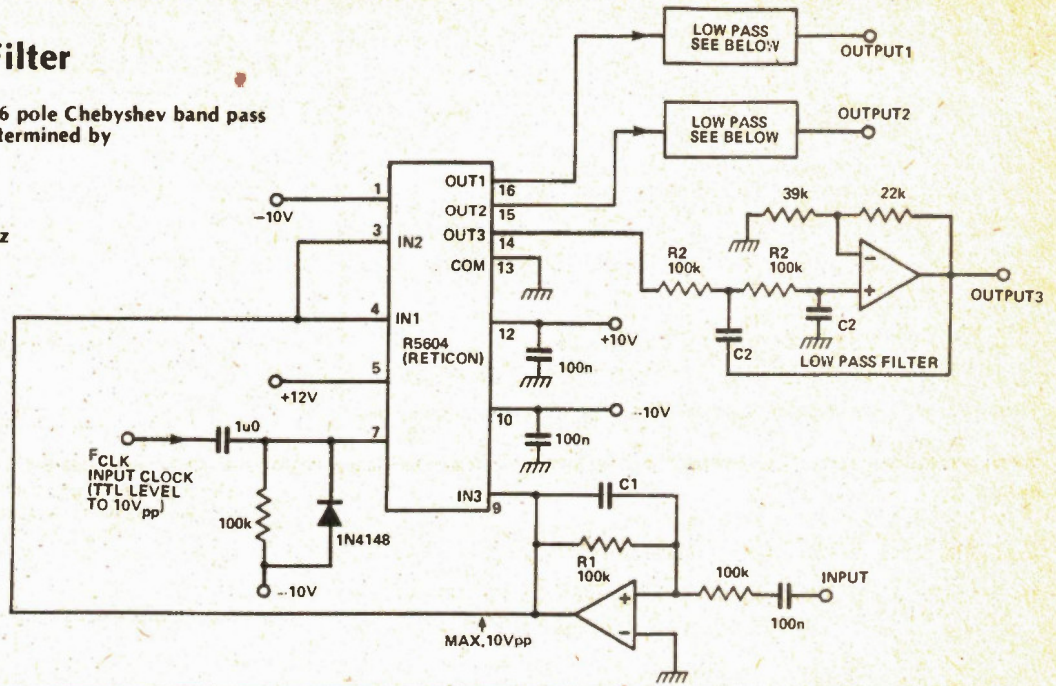 Filter
6 pole Chebyshev band pass
termined by
z
LOW PASS
SEE BELOW
OUTPUT1
LOW PASS
SEE BELOW
OUTPUT2
1
-10V
3
IN2
4
IN1
R5604
(RETICON)
5
+12V
7
1u0
FCLK
INPUT CLOCK
(TTL LEVEL
TO 10Vpp)
100k
1N4148
-10V
OUT1
16
OUT2
15
OUT3
14
COM
13
12
+10V
100n
10
-10V
100n
IN3
9
39k
22k
R2
100k
R2
100k
-
+
OUTPUT3
C2
C2
LOW PASS FILTER
C1
R1
100k
100k
INPUT
100n
+
-
MAX, 10Vpp